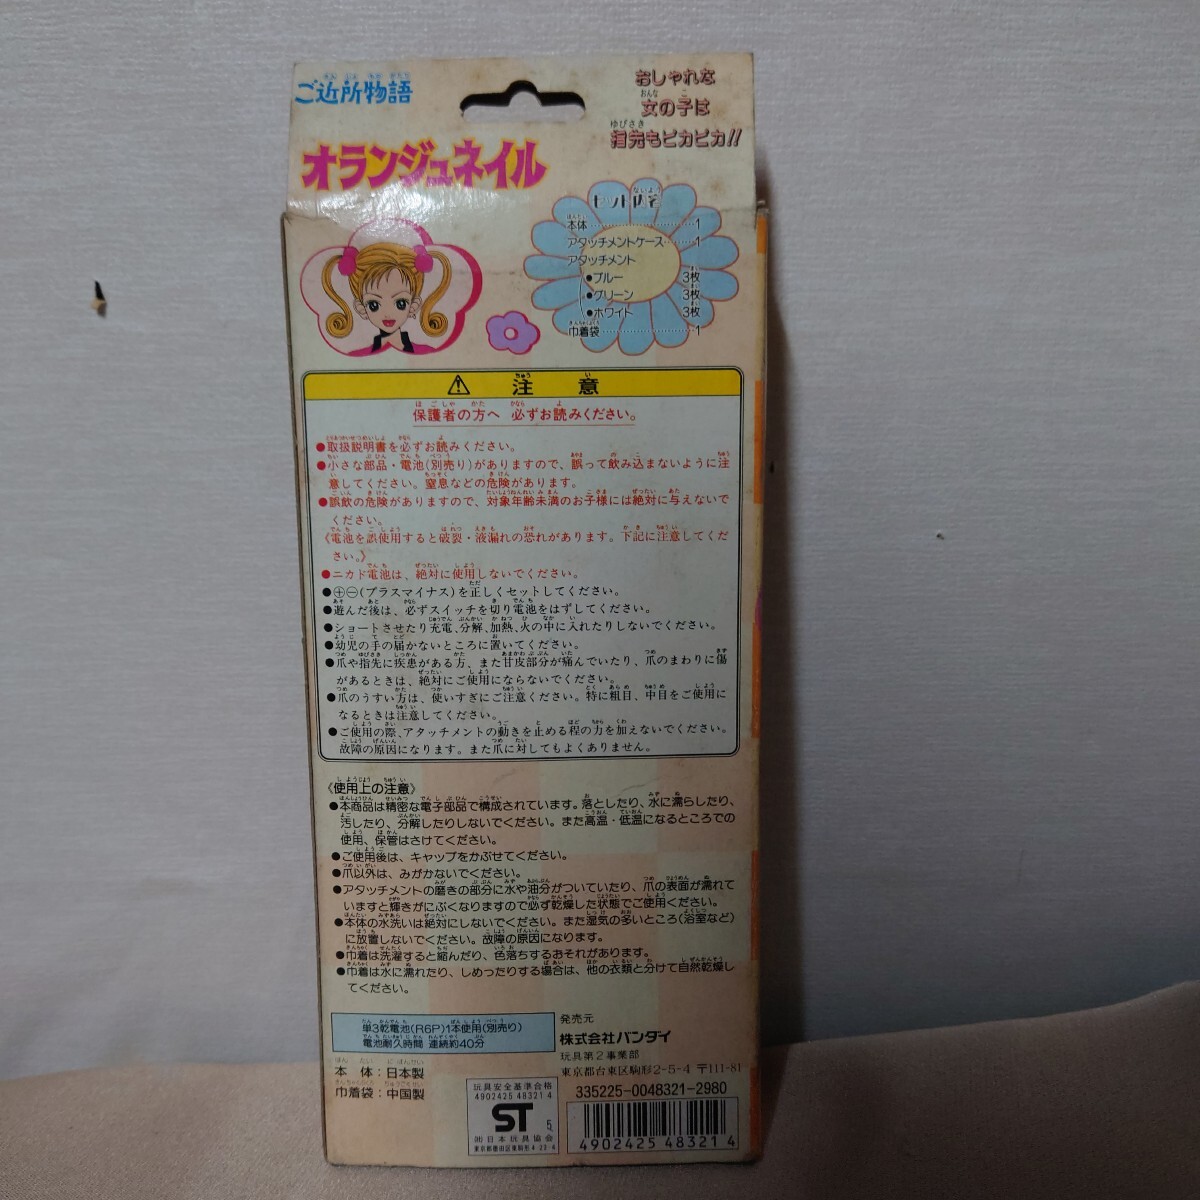 ご近所物語
オランジュネイル
おしゃれな
女の子は
指先もピカピカ!!
セット内容
本体…………1
アタッチメントケース……1
アタッチメント
●ブルー 3枚
●グリーン 3枚
●ホワイト 3枚
巾着袋…………1
⚠ 注意
保護者の方へ 必ずお読みください。
●取扱説明書を必ずお読みください。
●小さな部品・電池(別売り)がありますので、誤って飲み込まないように注
意してください。窒息などの危険があります。
●誤飲の危険がありますので、対象年齢未満のお子様には絶対に与えないで
ください。
《電池を誤使用すると破裂・液漏れの恐れがあります。下記に注意してくだ
さい。》
●ニカド電池は、絶対に使用しないでください。
●⊕⊖(プラスマイナス)を正しくセットしてください。
●遊んだ後は、必ずスイッチを切り電池をはずしてください。
●ショートさせたり充電、分解、加熱、火の中に入れたりしないでください。
●幼児の手の届かないところに置いてください。
●爪や指先に疾患がある方、また甘皮部分が痛んでいたり、爪のまわりに傷
があるときは、絶対にご使用にならないでください。
●爪のうすい方は、使いすぎにご注意ください。特に粗目、中目をご使用に
なるときは注意してください。
●ご使用の際、アタッチメントの動きを止める程の力を加えないでください。
故障の原因になります。また爪に対してもよくありません。
《使用上の注意》
●本商品は精密な電子部品で構成されています。落としたり、水に濡らしたり、
汚したり、分解したりしないでください。また高温・低温になるところでの
使用、保管はさけてください。
●ご使用後は、キャップをかぶせてください。
●爪以外は、みがかないでください。
●アタッチメントの磨きの部分に水や油分がついていたり、爪の表面が濡れて
いますと輝きがにぶくなりますので必ず乾燥した状態でご使用ください。
●本体の水洗いは絶対にしないでください。また湿気の多いところ(浴室など)
に放置しないでください。故障の原因になります。
●巾着は洗濯すると縮んだり、色落ちするおそれがあります。
●巾着は水に濡れたり、しめったりする場合は、他の衣類と分けて自然乾燥し
てください。
単3乾電池(R6P)1本使用(別売り)
電池耐久時間 連続約40分
本体:日本製
巾着袋:中国製
発売元
株式会社バンダイ
玩具第2事業部
東京都台東区駒形2-5-4 〒111-81
335225-0048321-2980
玩具安全基準合格
4902425 48321 4
ST 5
㈳日本玩具協会
東京都墨田区東駒形4-22-4
4902425 483214